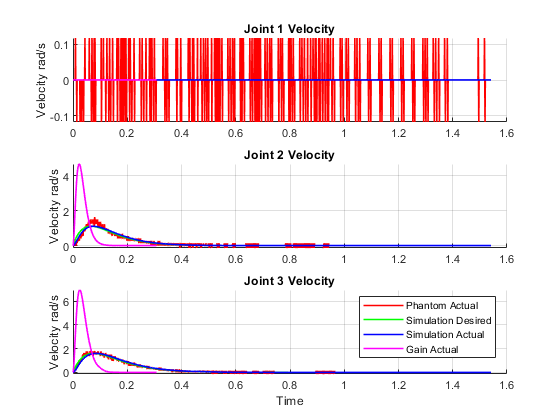 Joint 1 Velocity
Velocity rad/s
0.1
0
-0.1
0 0.2 0.4 0.6 0.8 1 1.2 1.4 1.6
Joint 2 Velocity
Velocity rad/s
4
2
0
0 0.2 0.4 0.6 0.8 1 1.2 1.4 1.6
Joint 3 Velocity
Velocity rad/s
6
4
2
0
Phantom Actual
Simulation Desired
Simulation Actual
Gain Actual
0 0.2 0.4 0.6 0.8 1 1.2 1.4 1.6
Time